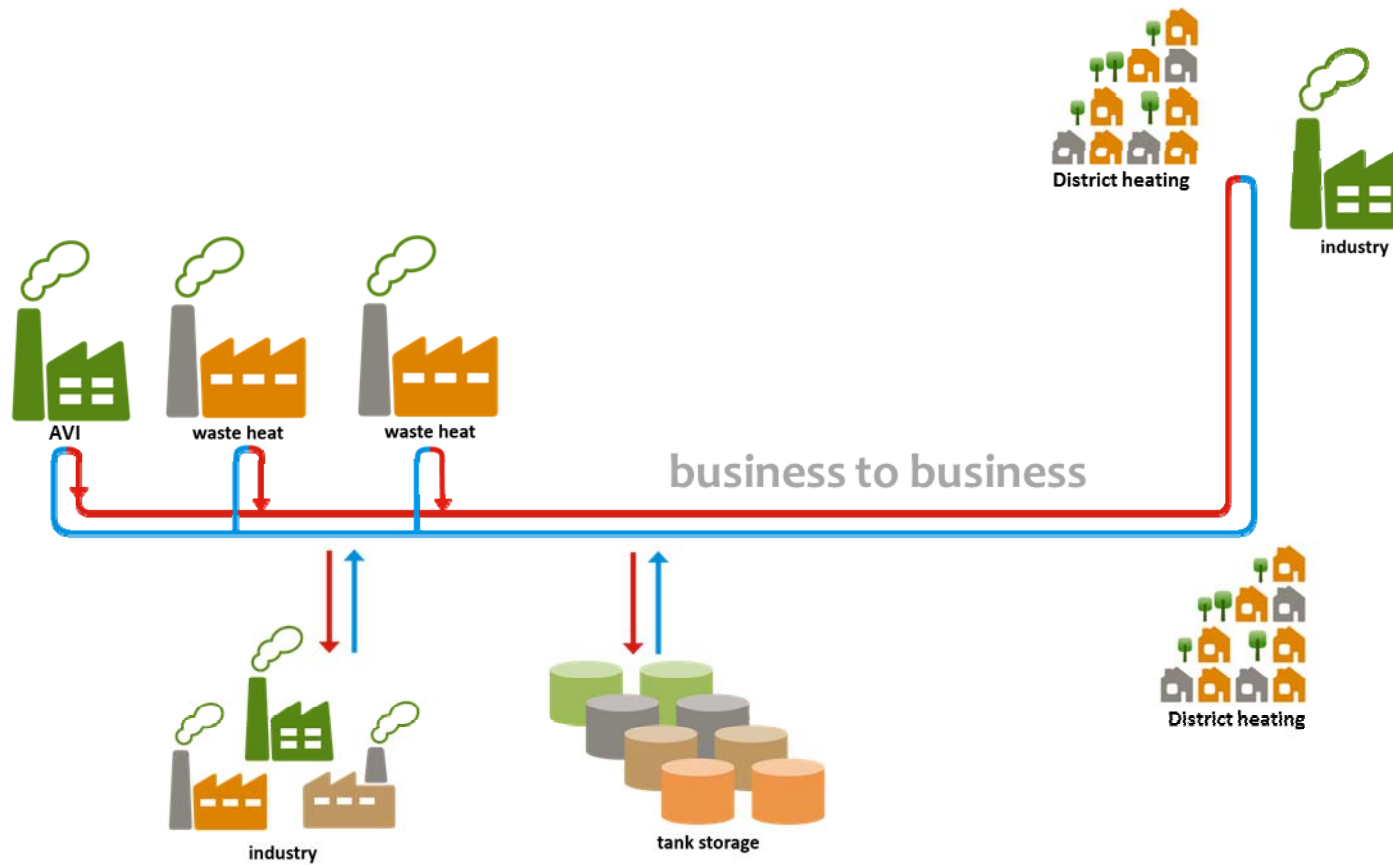 District heating
industry
AVI
waste heat
waste heat
business to business
District heating
industry
tank storage